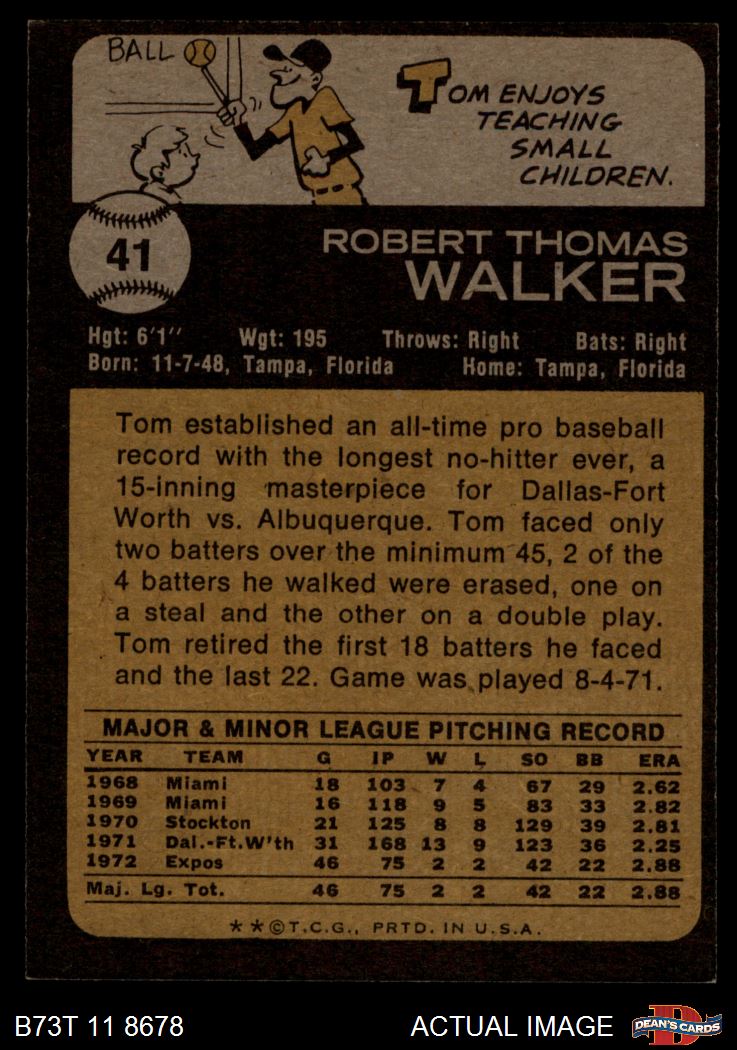 BALL
TOM ENJOYS
TEACHING
SMALL
CHILDREN.
41
ROBERT THOMAS
WALKER
Hgt: 6'1" Wgt: 195 Throws: Right Bats: Right
Born: 11-7-48, Tampa, Florida Home: Tampa, Florida
Tom established an all-time pro baseball
record with the longest no-hitter ever, a
15-inning masterpiece for Dallas-Fort
Worth vs. Albuquerque. Tom faced only
two batters over the minimum 45, 2 of the
4 batters he walked were erased, one on
a steal and the other on a double play.
Tom retired the first 18 batters he faced
and the last 22. Game was played 8-4-71.
MAJOR & MINOR LEAGUE PITCHING RECORD
YEAR TEAM G IP W L SO BB ERA
1968 Miami 18 103 7 4 67 29 2.62
1969 Miami 16 118 9 5 83 33 2.82
1970 Stockton 21 125 8 8 129 39 2.81
1971 Dal.-Ft.W'th 31 168 13 9 123 36 2.25
1972 Expos 46 75 2 2 42 22 2.88
Maj. Lg. Tot. 46 75 2 2 42 22 2.88
**©T.C.G., PRTD. IN U.S.A.
B73T 11 8678 ACTUAL IMAGE DEAN'S CARDS